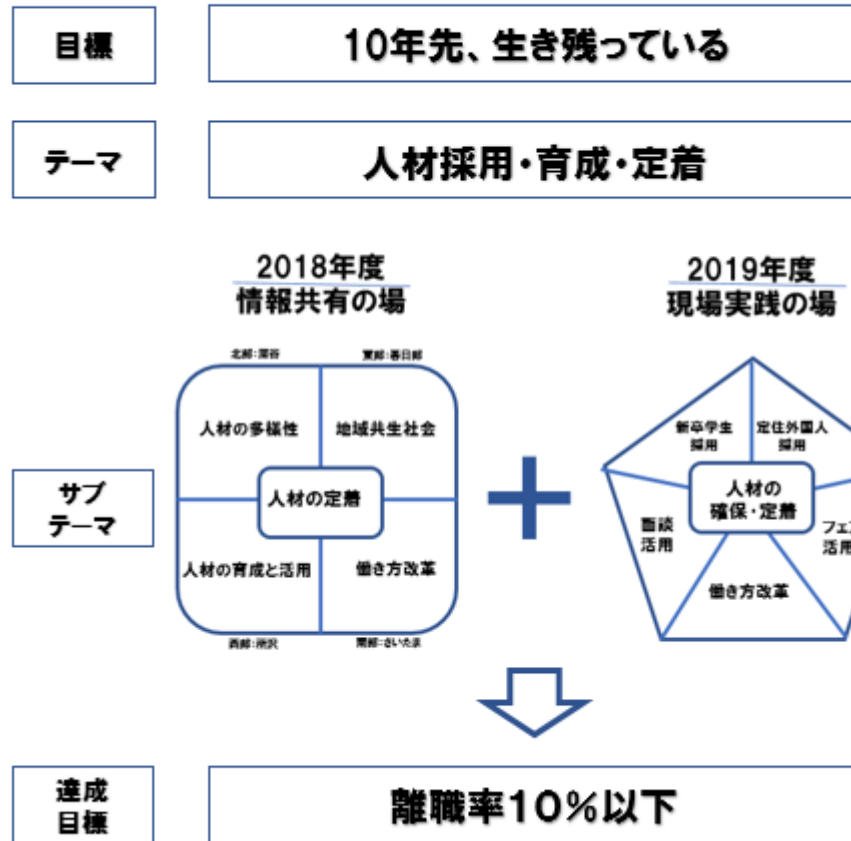 目標
10年先、生き残っている
テーマ
人材採用・育成・定着
2018年度
情報共有の場
2019年度
現場実践の場
北部：深谷
東部：春日部
人材の多様性
地域共生社会
人材の定着
人材の育成と活用
働き方改革
西部：所沢
南部：さいたま
サブ
テーマ
新卒学生
採用
定住外国人
採用
人材の
確保・定着
面談
活用
フェア
活用
働き方改革
達成
目標
離職率10％以下